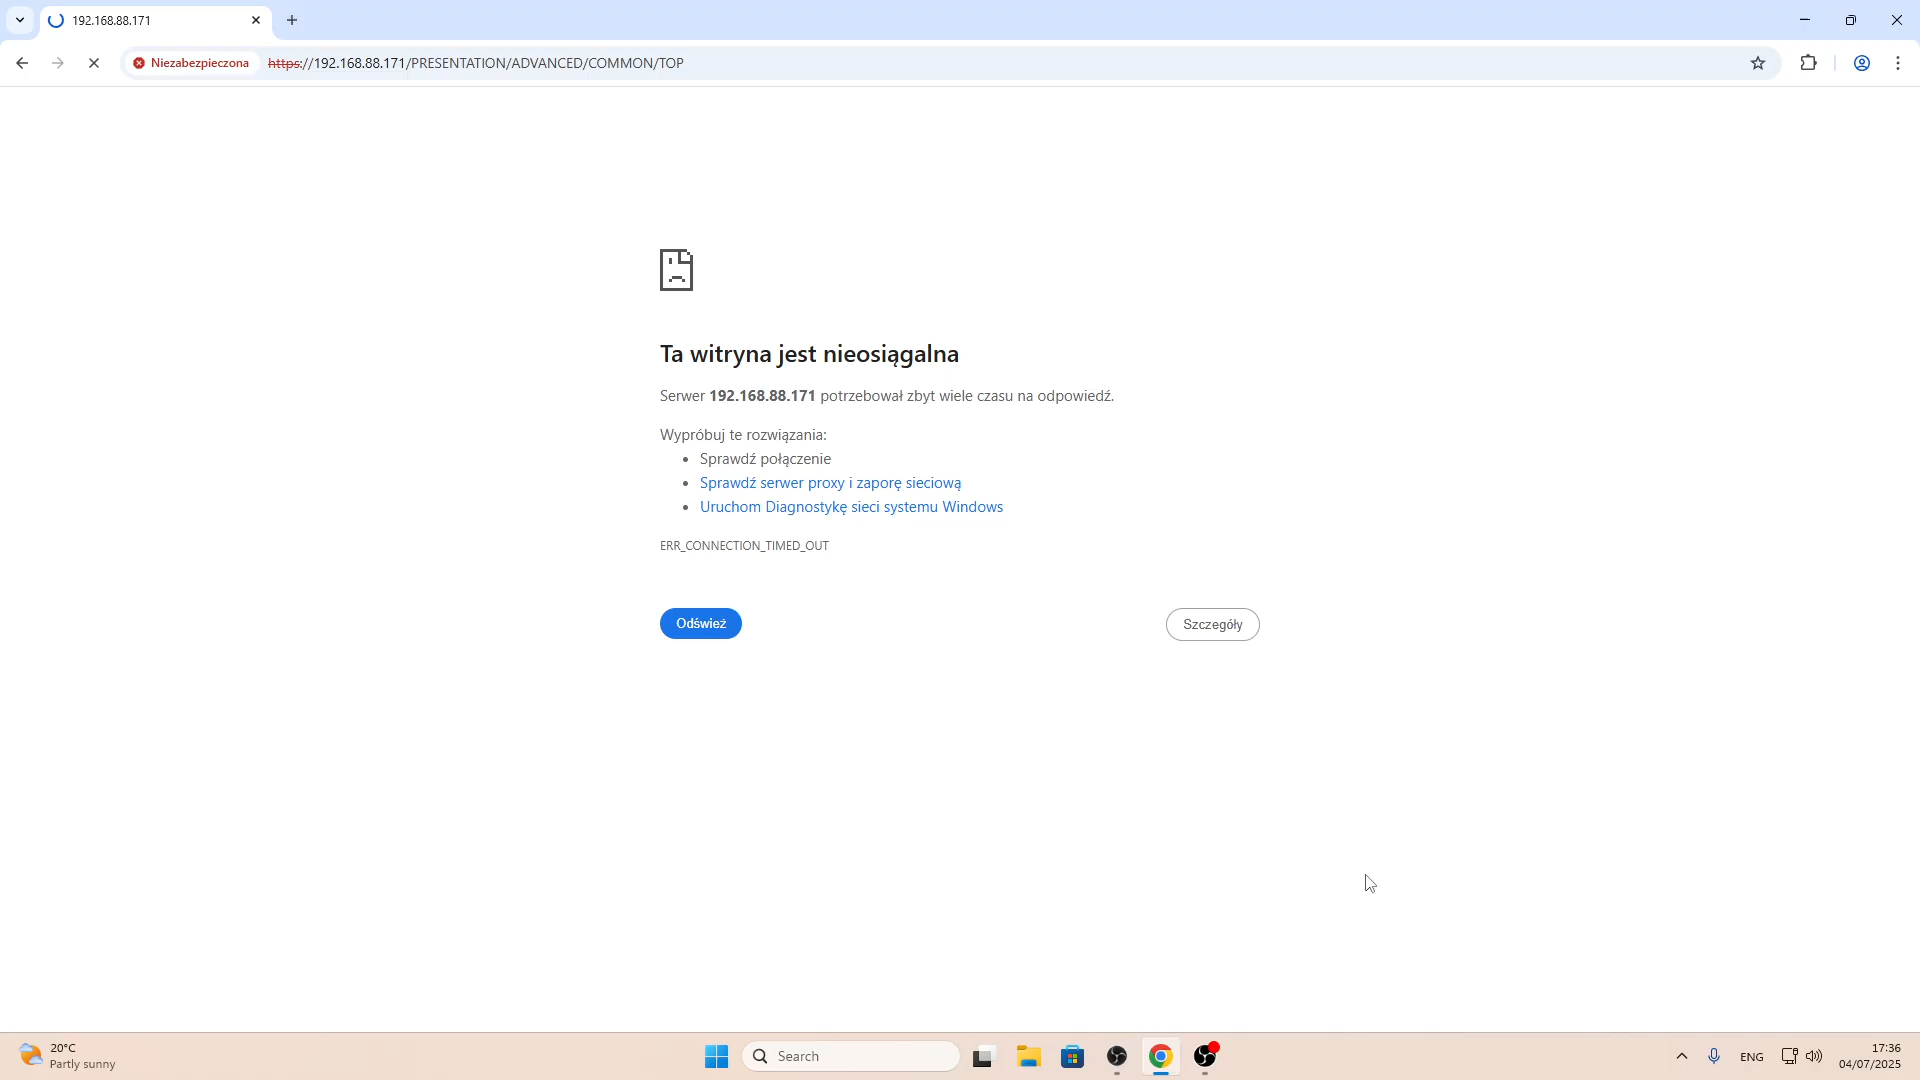 192.168.88.171
Niezabezpieczona
https://192.168.88.171/PRESENTATION/ADVANCED/COMMON/TOP
Ta witryna jest nieosiągalna
Serwer 192.168.88.171 potrzebował zbyt wiele czasu na odpowiedź.
Wypróbuj te rozwiązania:
Sprawdź połączenie
Sprawdź serwer proxy i zaporę sieciową
Uruchom Diagnostykę sieci systemu Windows
ERR_CONNECTION_TIMED_OUT
Odśwież
Szczegóły
20°C
Partly sunny
Search
ENG
17:36
04/07/2025